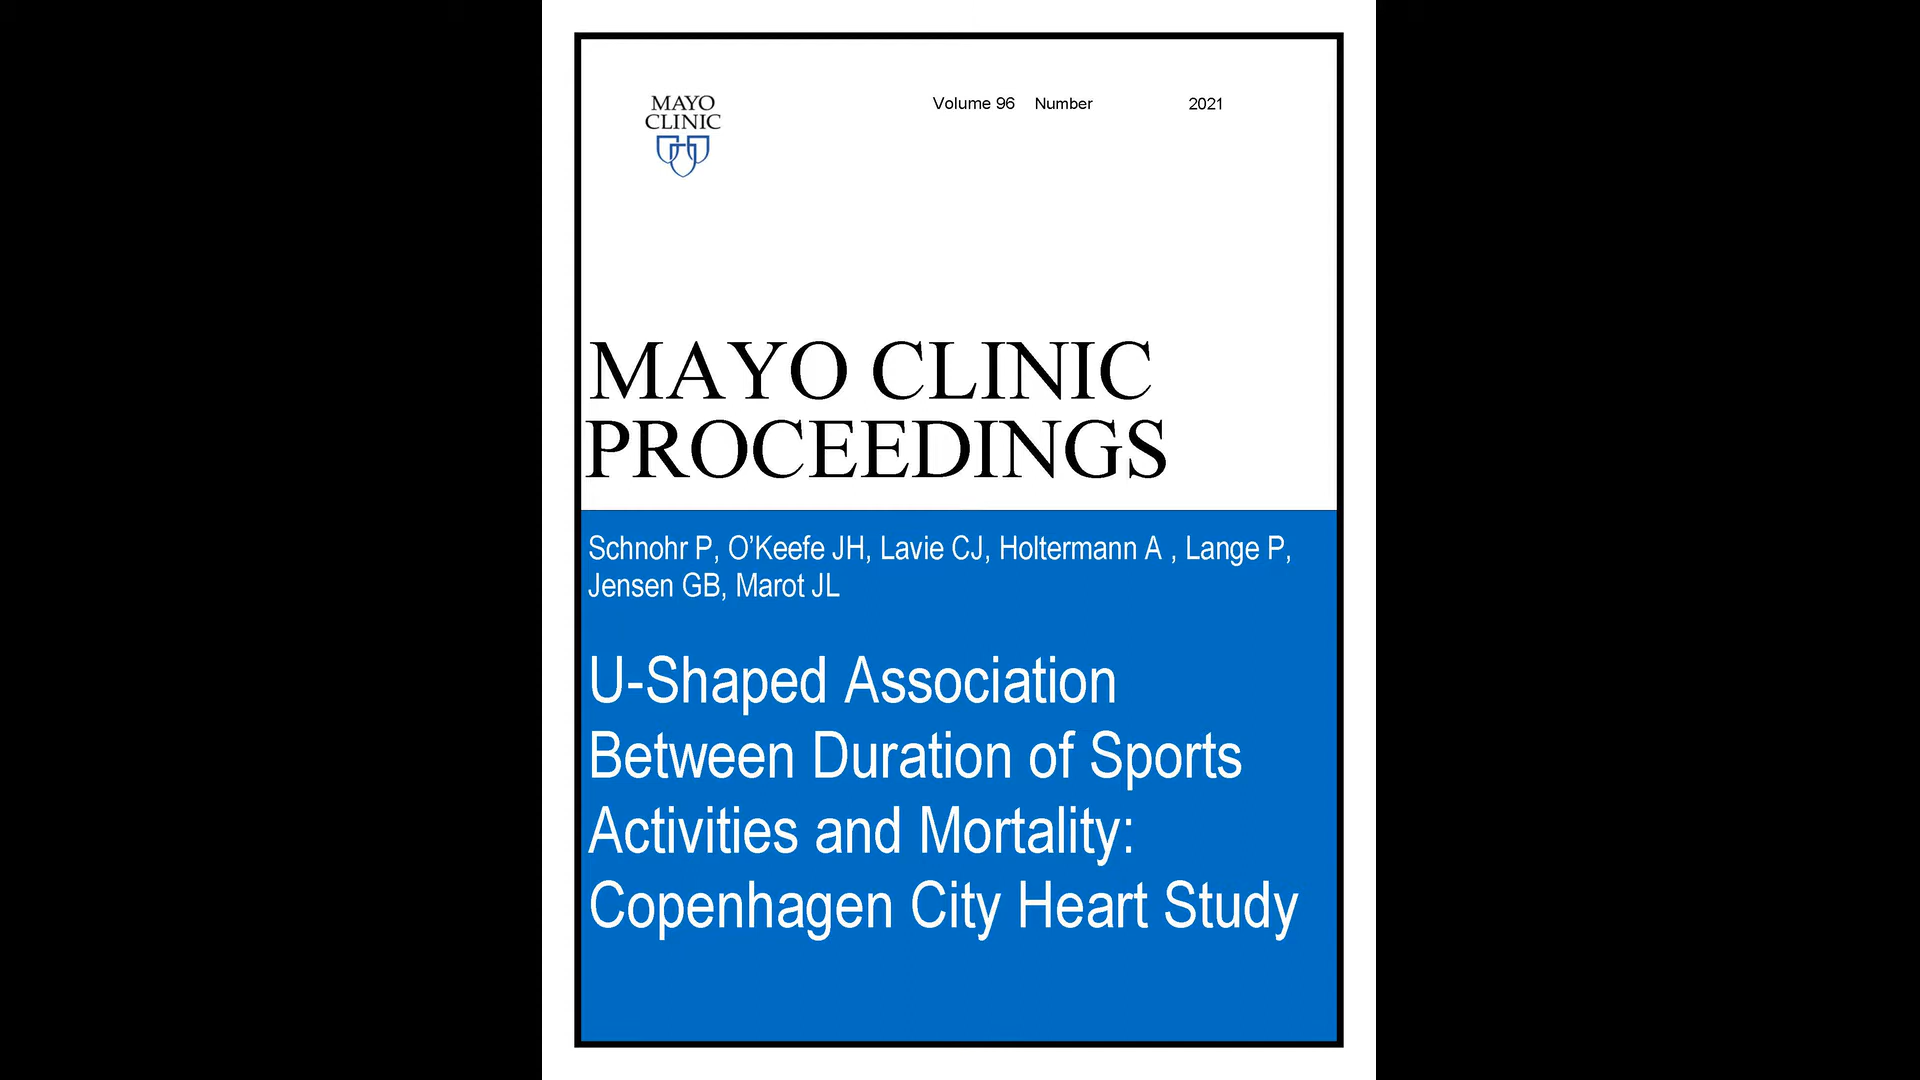 MAYO
CLINIC
Volume 96 Number 2021
MAYO CLINIC
PROCEEDINGS
Schnohr P, O’Keefe JH, Lavie CJ, Holtermann A , Lange P,
Jensen GB, Marot JL
U-Shaped Association
Between Duration of Sports
Activities and Mortality:
Copenhagen City Heart Study